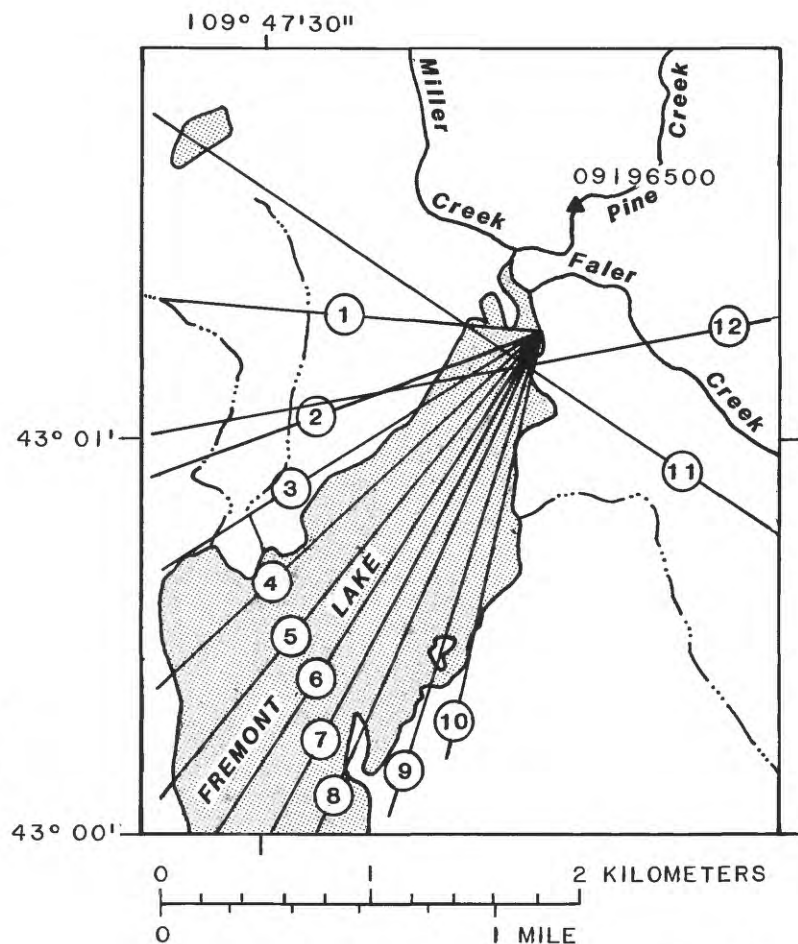 109° 47'30"
Miller
Creek
Creek
09196500
Pine
Faler
Creek
1
12
2
43° 01'
11
3
4
LAKE
5
6
FREMONT
7
10
9
8
43° 00'
0 1 2 KILOMETERS
0 1 MILE